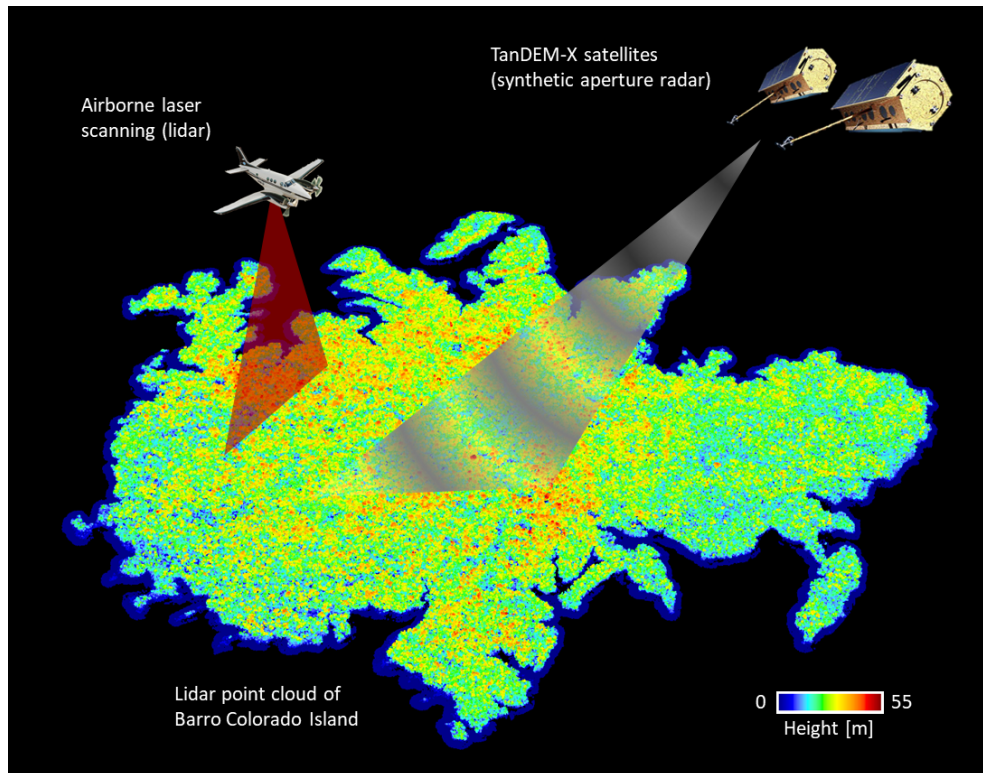 TanDEM-X satellites
(synthetic aperture radar)
Airborne laser
scanning (lidar)
Lidar point cloud of
Barro Colorado Island
0 55
Height [m]